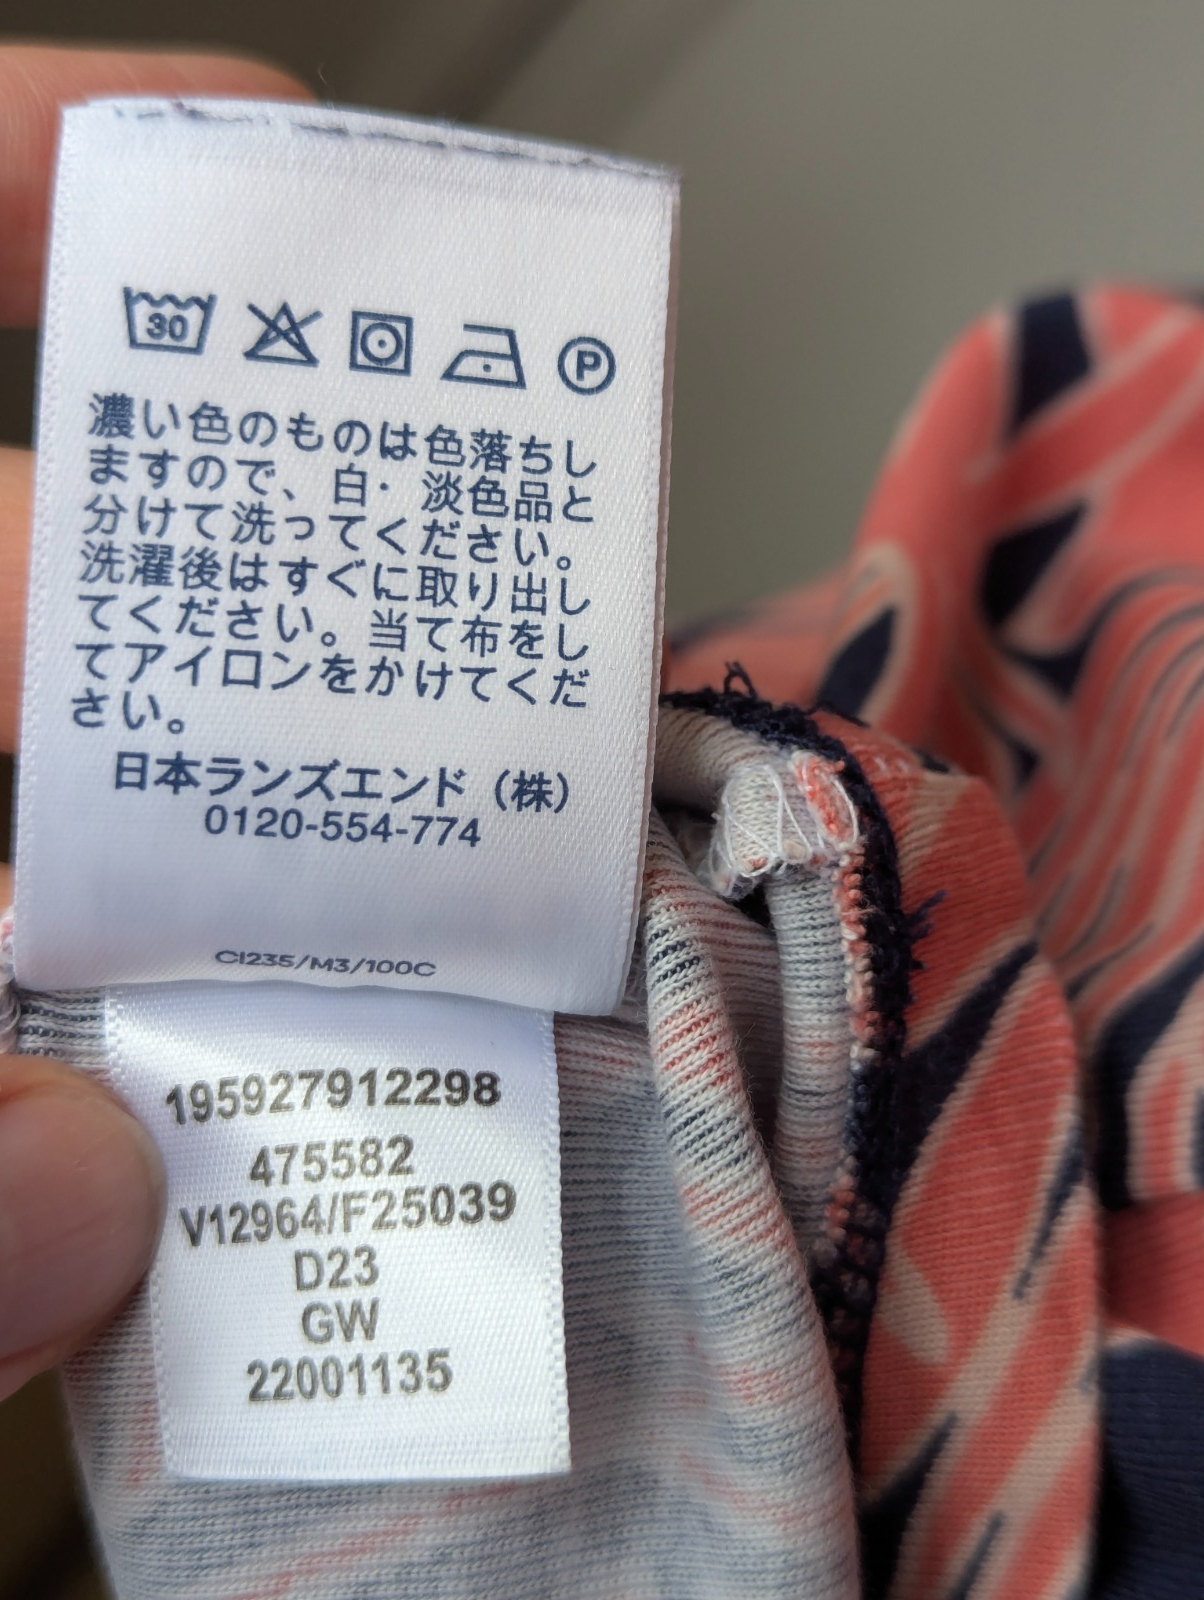 30
P
濃い色のものは色落ちし
ますので、白・淡色品と
分けて洗ってください。
洗濯後はすぐに取り出し
てください。当て布をし
てアイロンをかけてくだ
さい。
日本ランズエンド（株）
0120-554-774
CI235/M3/100C
195927912298
475582
V12964/F25039
D23
GW
22001135